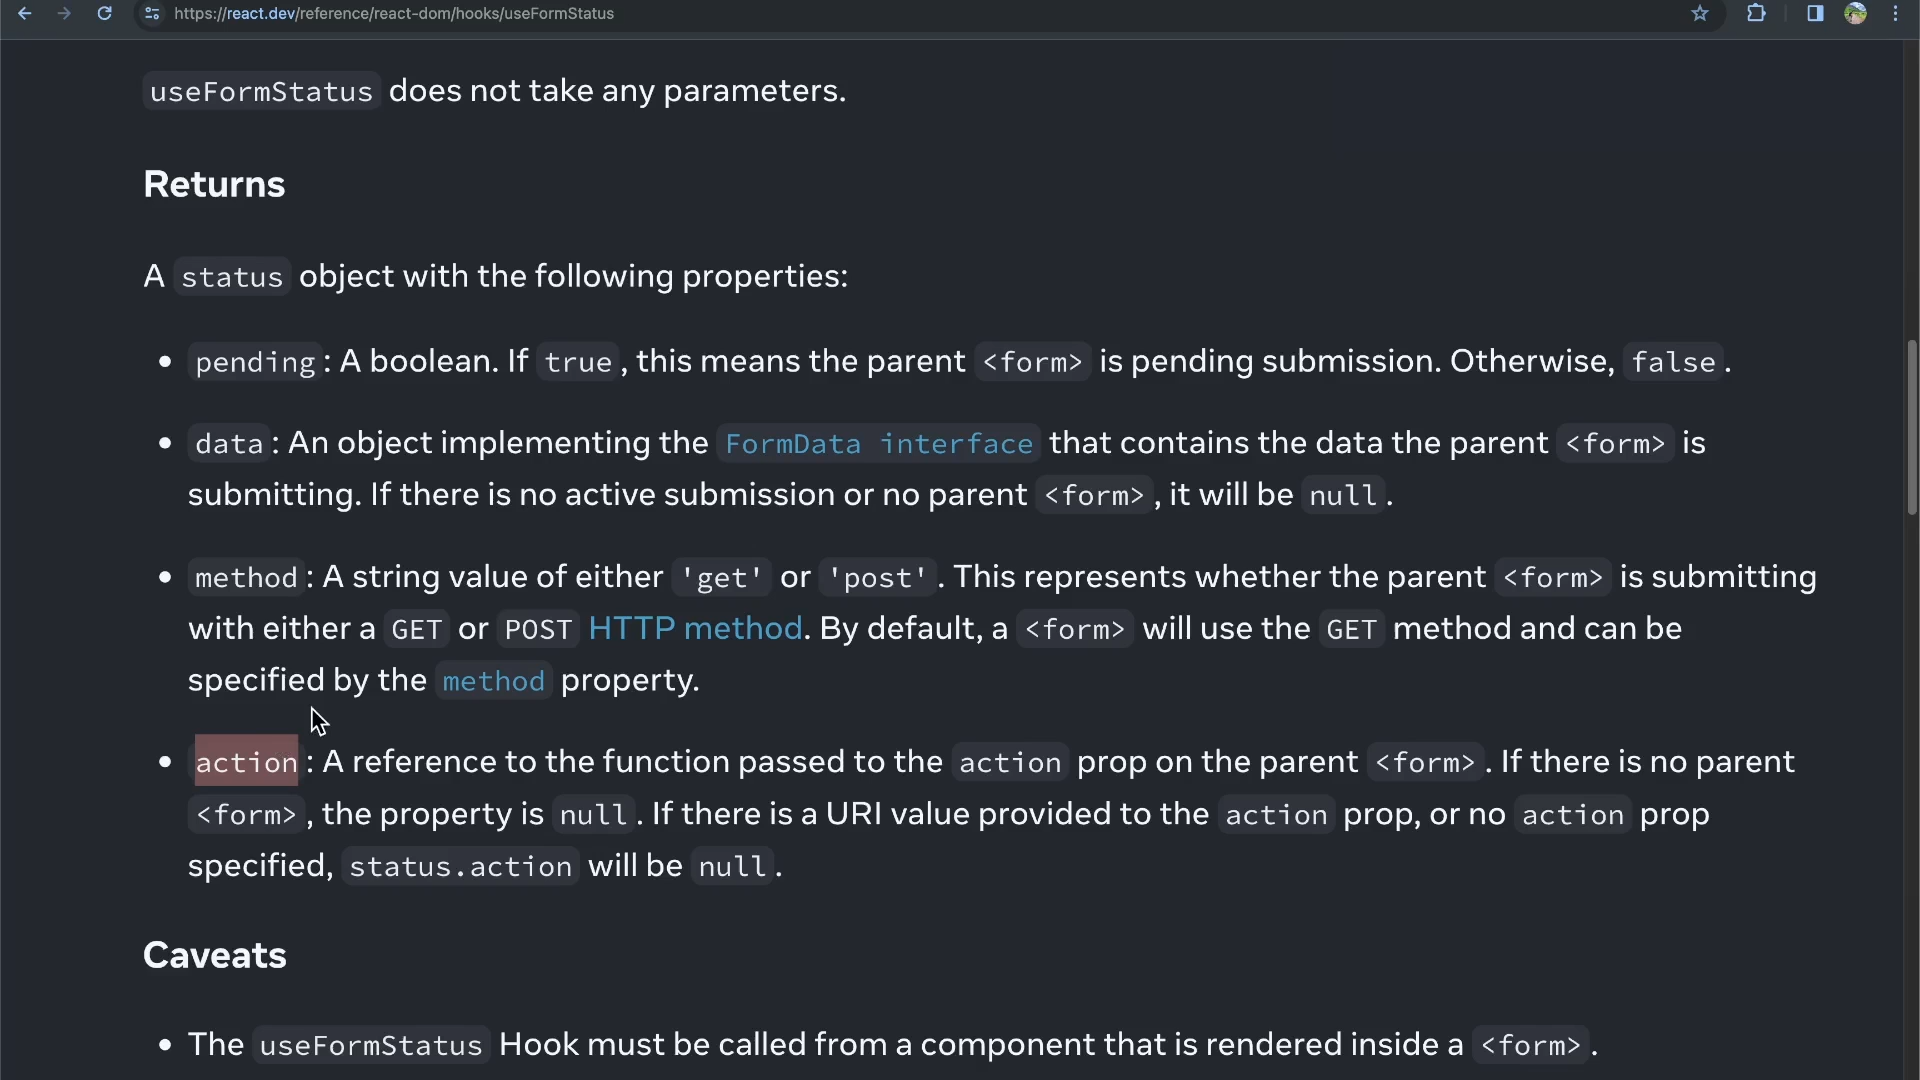 https://react.dev/reference/react-dom/hooks/useFormStatus
useFormStatus does not take any parameters.
Returns
A status object with the following properties:
• pending: A boolean. If true, this means the parent <form> is pending submission. Otherwise, false.
• data: An object implementing the FormData interface that contains the data the parent <form> is
submitting. If there is no active submission or no parent <form>, it will be null.
• method: A string value of either 'get' or 'post'. This represents whether the parent <form> is submitting
with either a GET or POST HTTP method. By default, a <form> will use the GET method and can be
specified by the method property.
• action: A reference to the function passed to the action prop on the parent <form>. If there is no parent
<form>, the property is null. If there is a URI value provided to the action prop, or no action prop
specified, status.action will be null.
Caveats
• The useFormStatus Hook must be called from a component that is rendered inside a <form>.